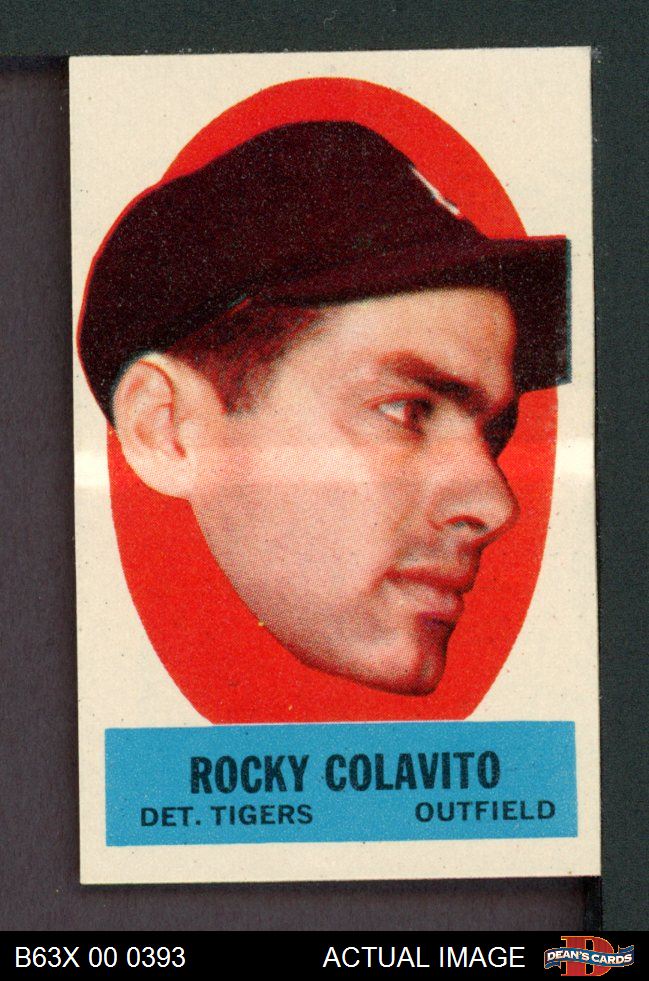 ROCKY COLAVITO
DET. TIGERS OUTFIELD
B63X 00 0393 ACTUAL IMAGE DEAN'S CARDS